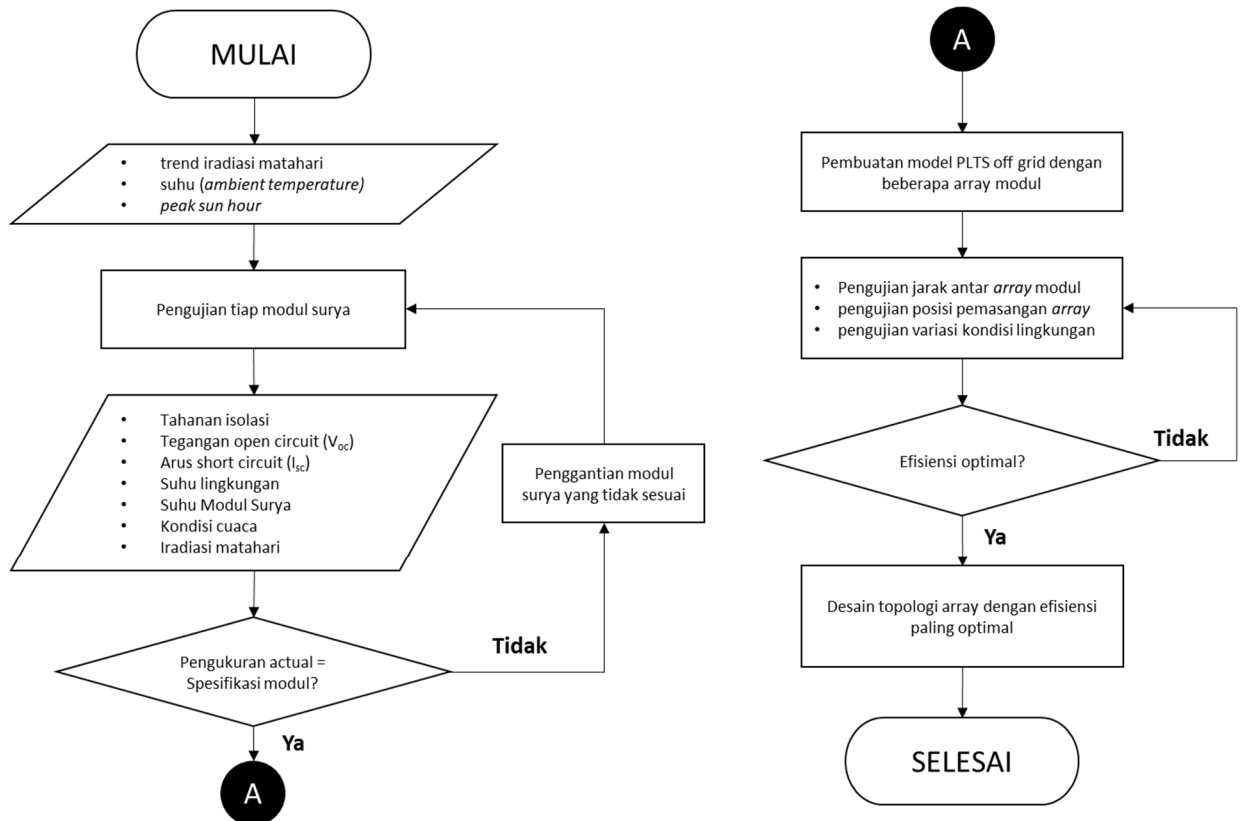 MULAI
• trend iradiasi matahari
• suhu (ambient temperature)
• peak sun hour
Pengujian tiap modul surya
• Tahanan isolasi
• Tegangan open circuit (Voc)
• Arus short circuit (Isc)
• Suhu lingkungan
• Suhu Modul Surya
• Kondisi cuaca
• Iradiasi matahari
Penggantian modul
surya yang tidak sesuai
Tidak
Pengukuran actual =
Spesifikasi modul?
Ya
A
A
Pembuatan model PLTS off grid dengan
beberapa array modul
• Pengujian jarak antar array modul
• pengujian posisi pemasangan array
• pengujian variasi kondisi lingkungan
Tidak
Efisiensi optimal?
Ya
Desain topologi array dengan efisiensi
paling optimal
SELESAI